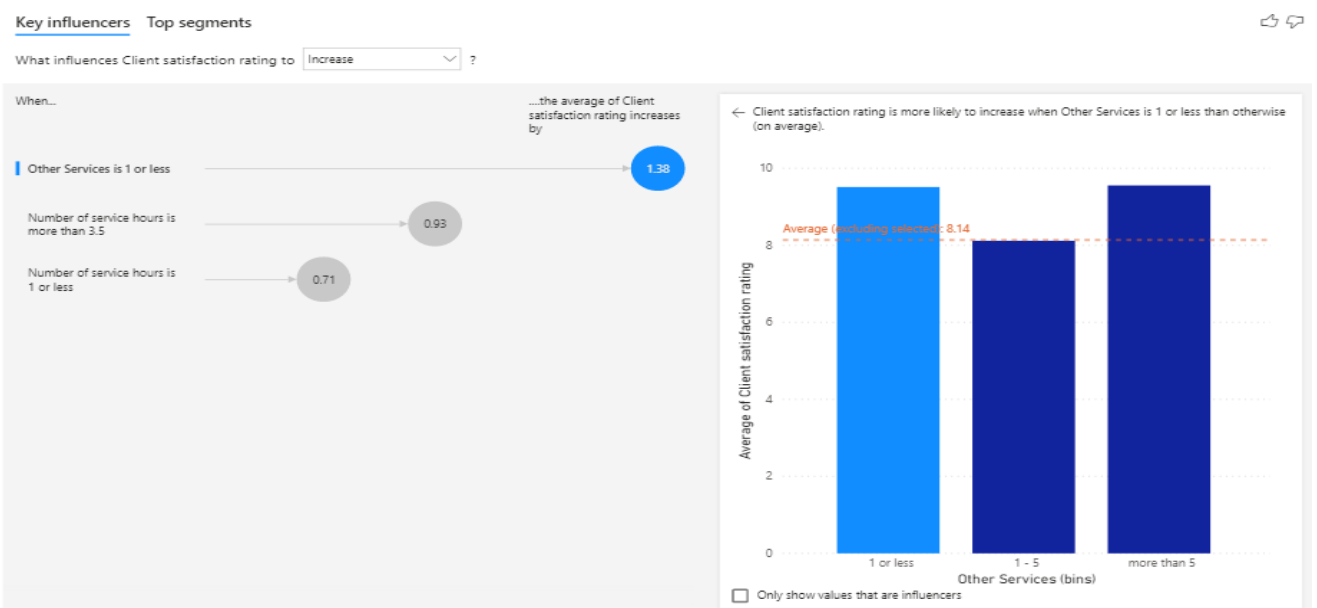 Key influencers Top segments
What influences Client satisfaction rating to Increase ?
When...
....the average of Client
satisfaction rating increases
by
Other Services is 1 or less
1.38
Number of service hours is
more than 3.5
0.93
Number of service hours is
1 or less
0.71
← Client satisfaction rating is more likely to increase when Other Services is 1 or less than otherwise
(on average).
Average of Client satisfaction rating
10
8
6
4
2
0
Average (excluding selected): 8.14
1 or less
1 - 5
more than 5
Other Services (bins)
Only show values that are influencers